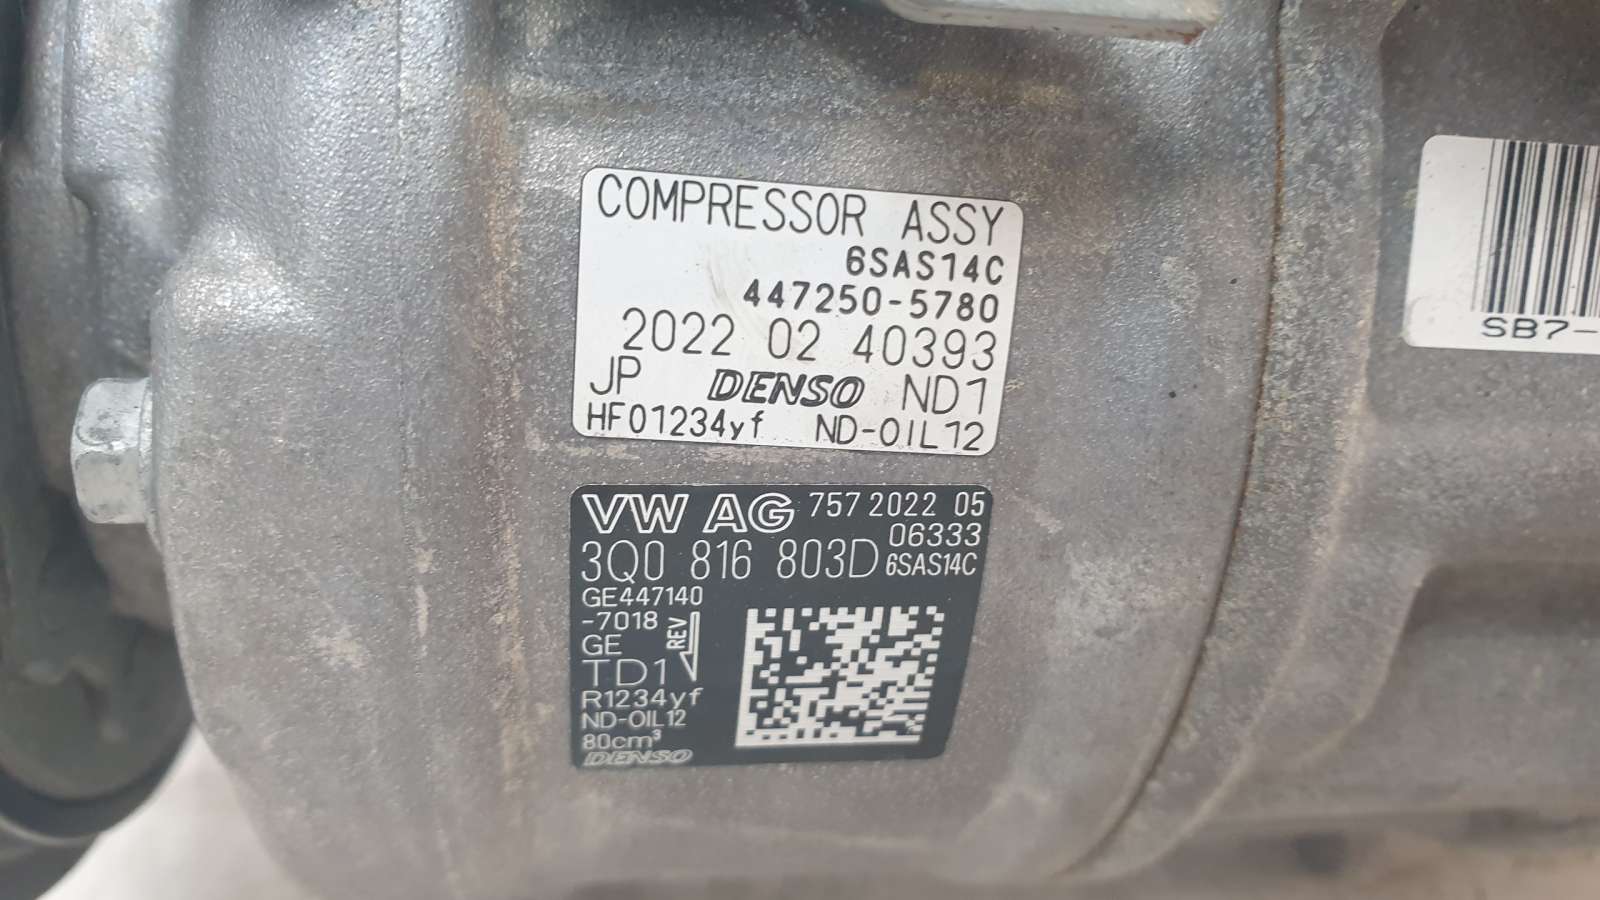 COMPRESSOR ASSY
6SAS14C
447250-5780
2022 02 40393
JP DENSO ND1
HF01234yf ND-OIL12
VW AG 757 2022 05
06333
3Q0 816 803D 6SAS14C
GE447140
-7018
GE
REV
TD1
R1234yf
ND-OIL12
80cm³
DENSO
SB7-